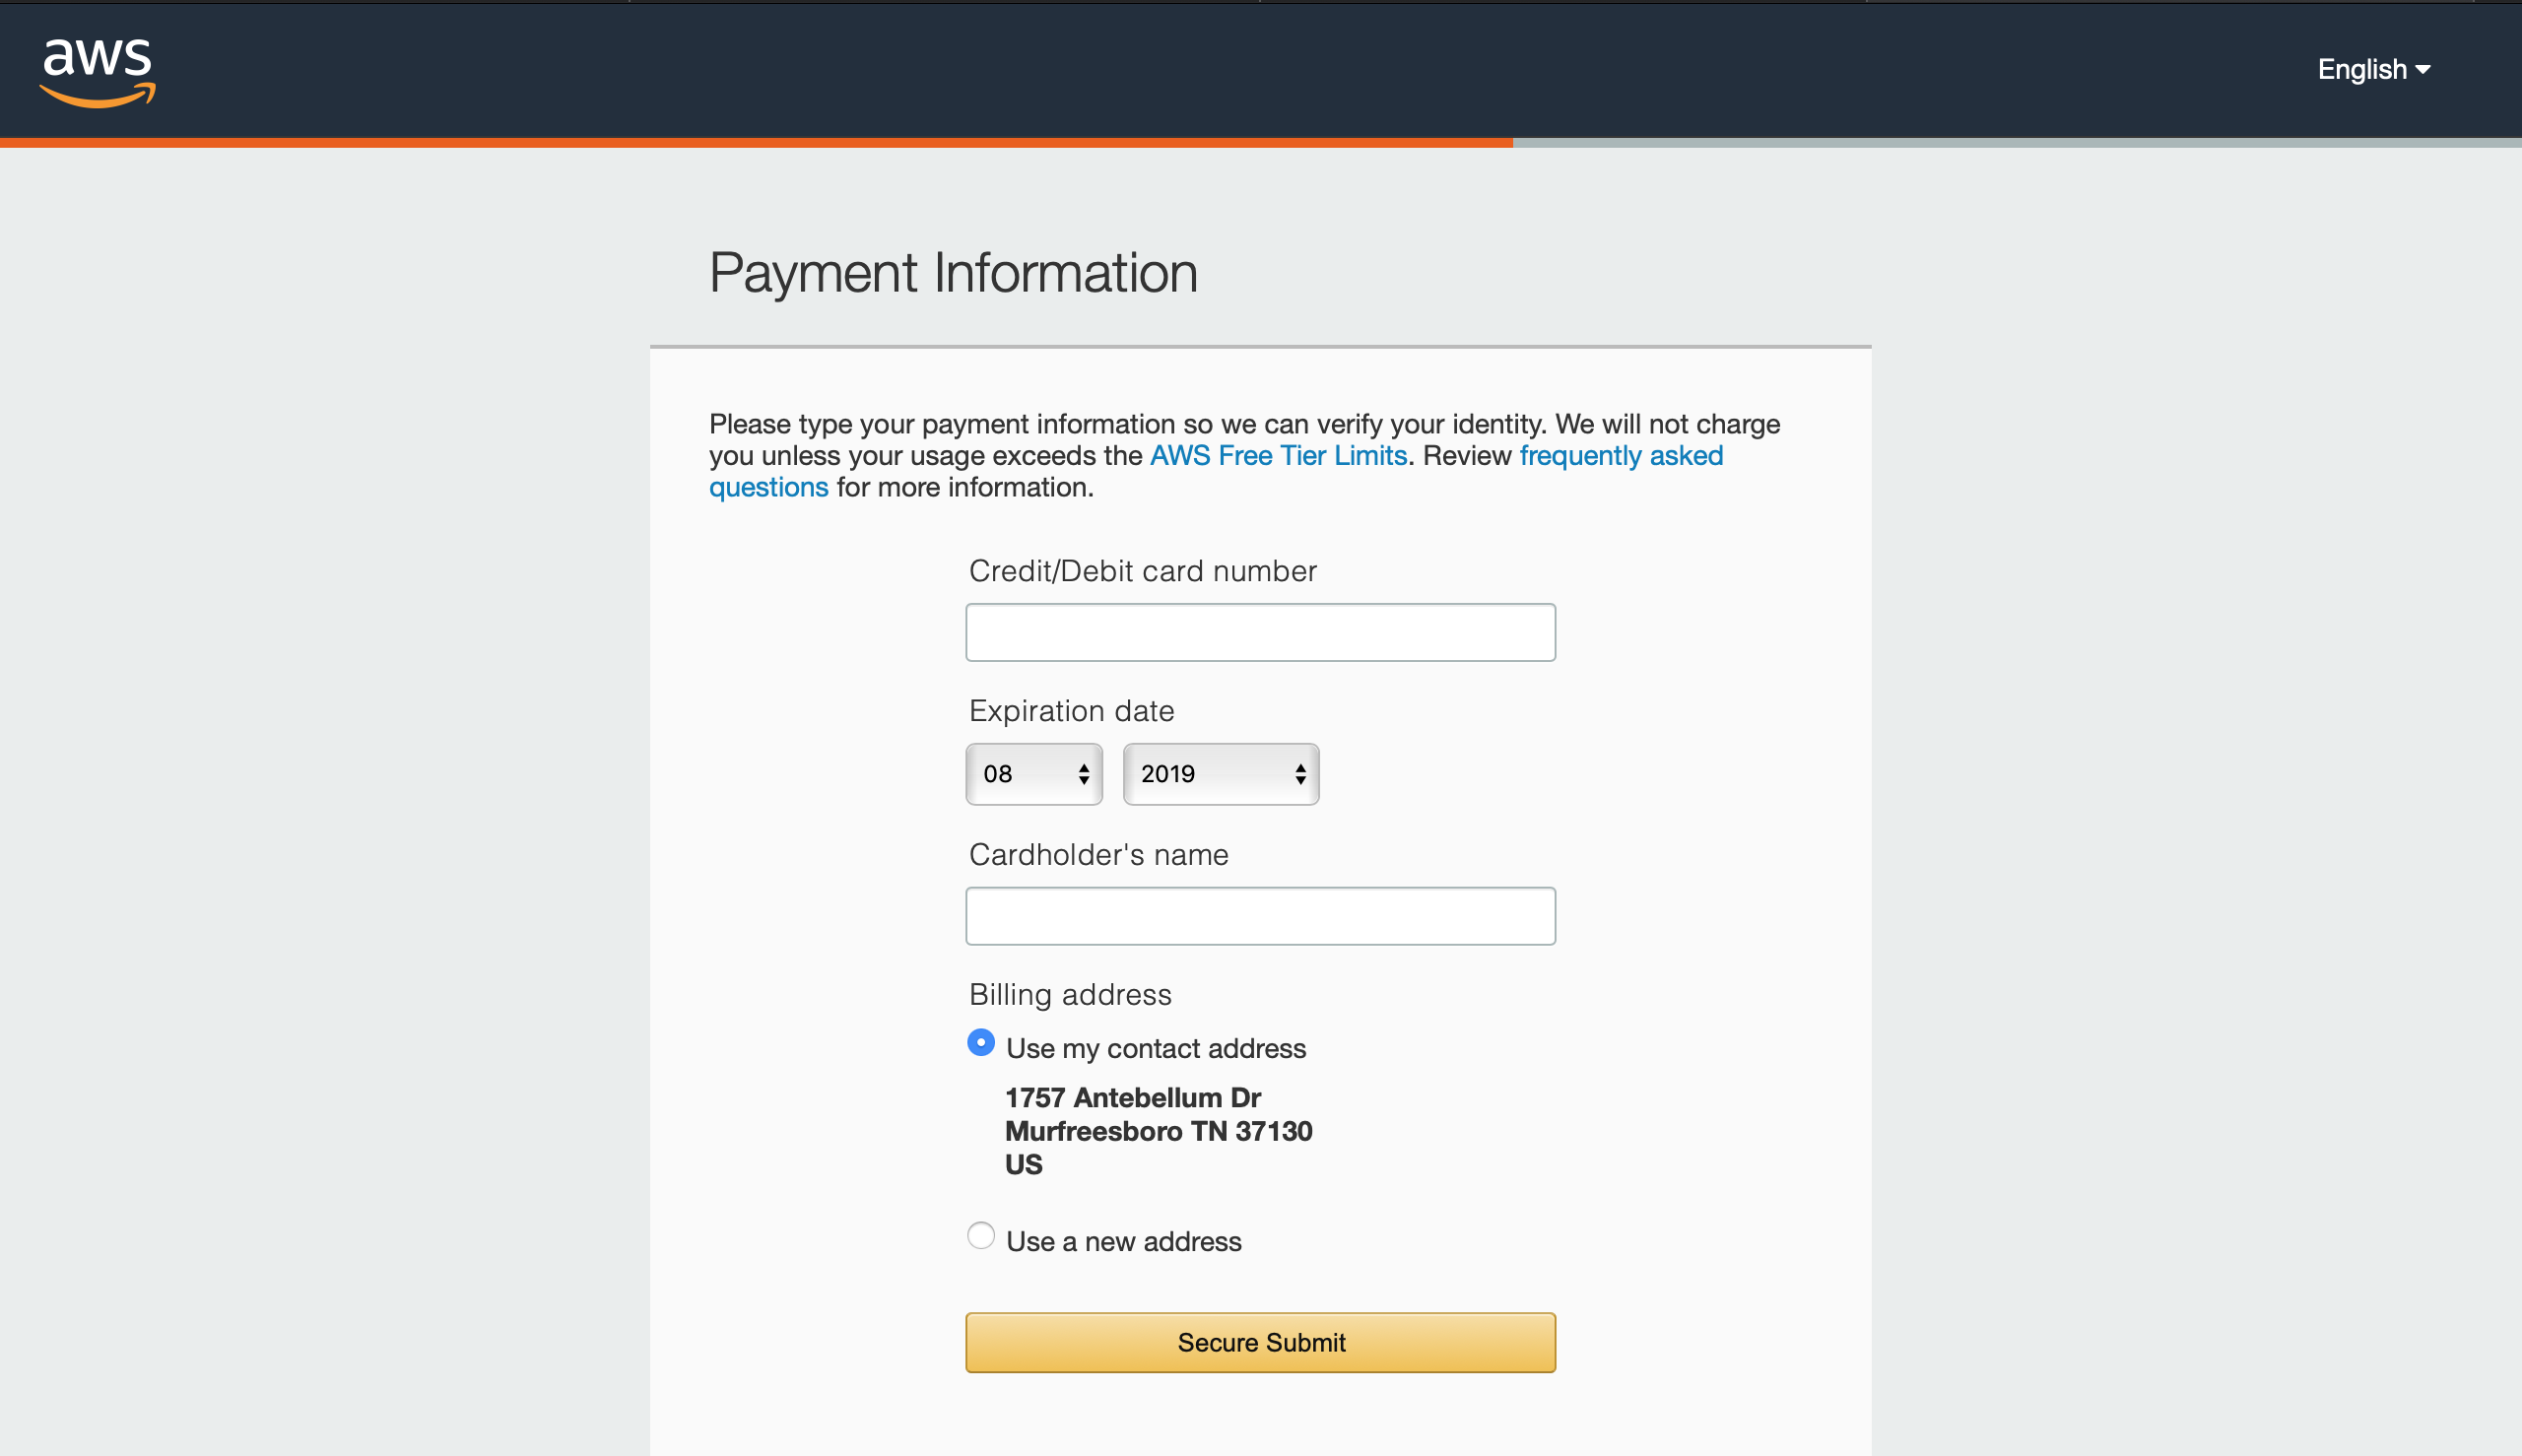 aws
English
Payment Information
Please type your payment information so we can verify your identity. We will not charge
you unless your usage exceeds the AWS Free Tier Limits. Review frequently asked
questions for more information.
Credit/Debit card number
Expiration date
08 2019
Cardholder's name
Billing address
Use my contact address
1757 Antebellum Dr
Murfreesboro TN 37130
US
Use a new address
Secure Submit